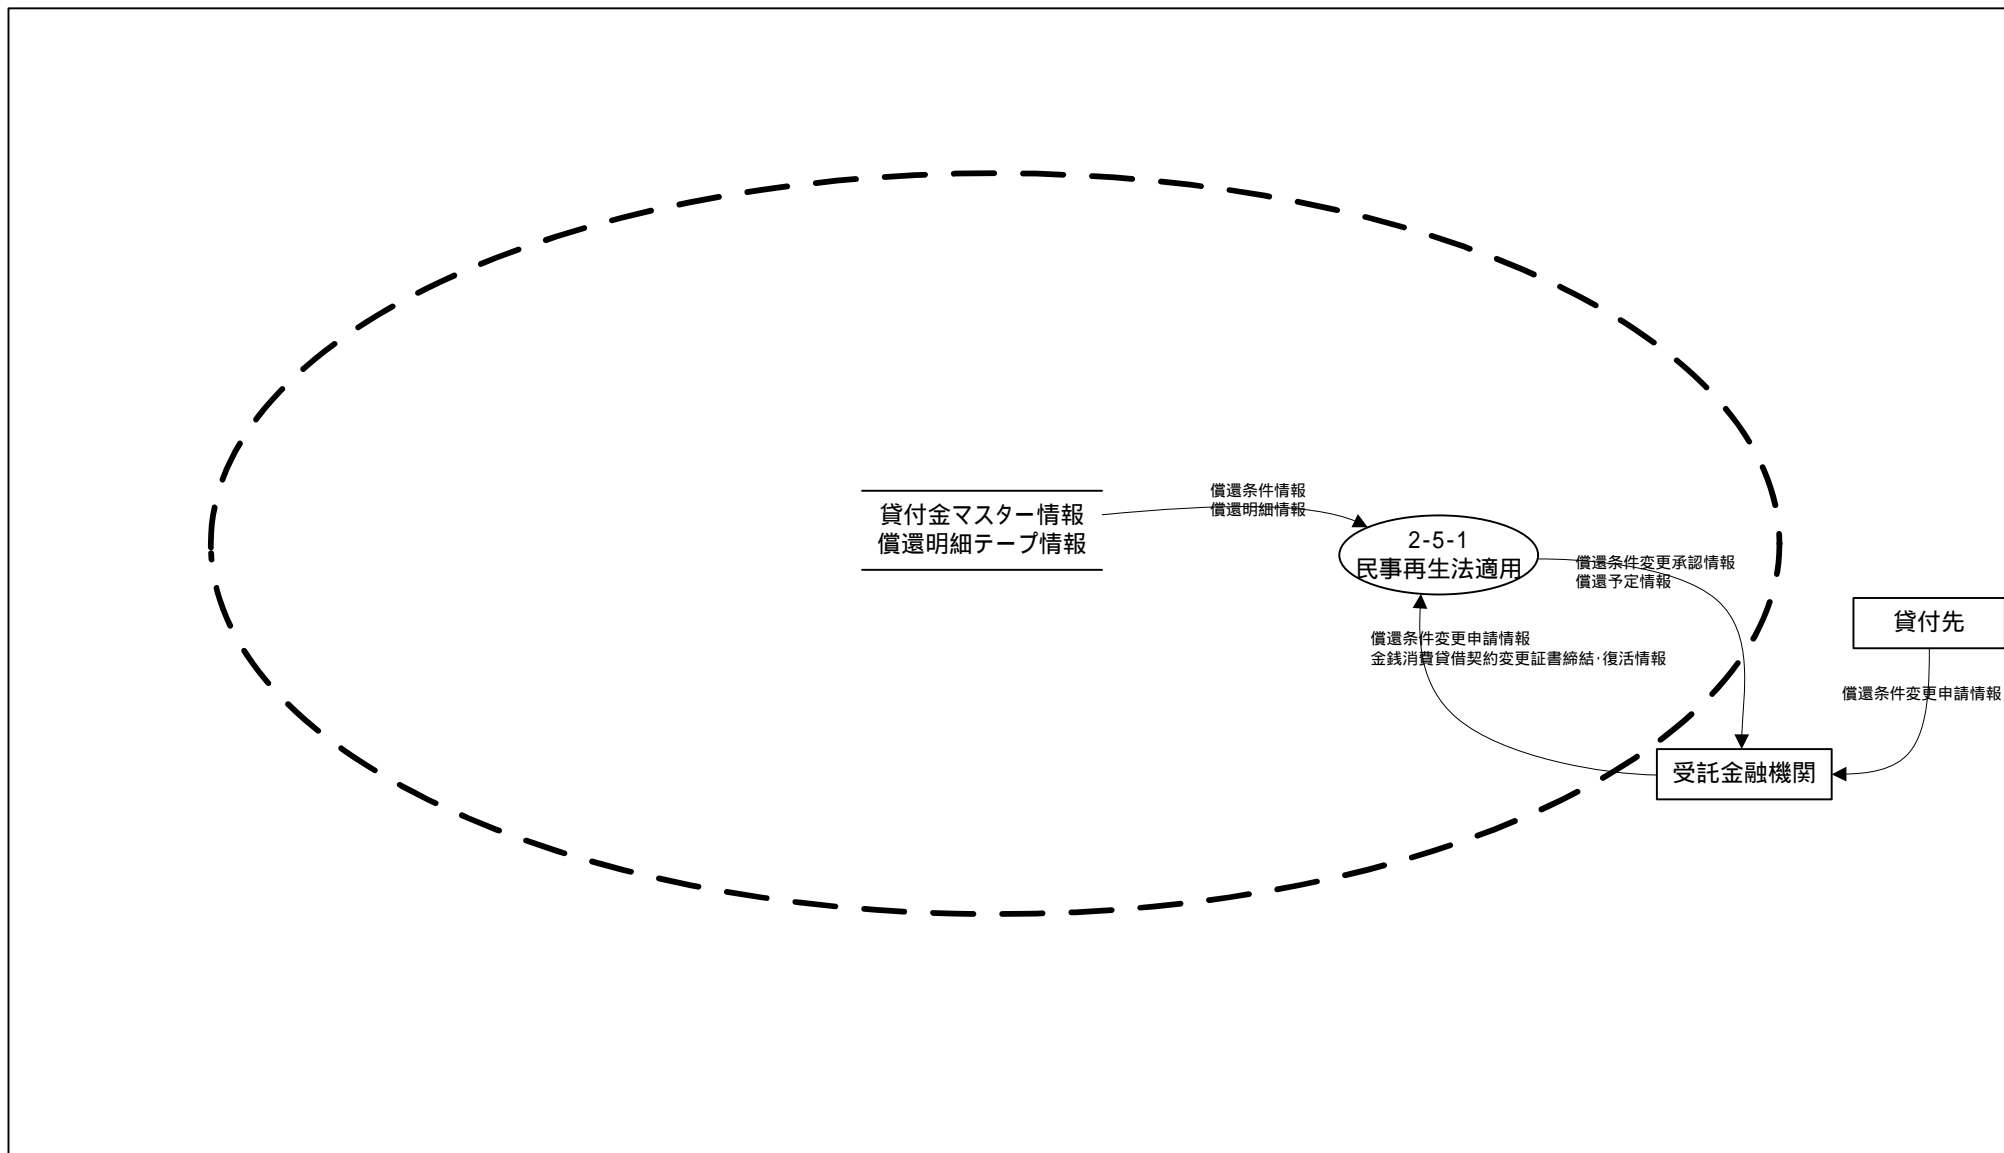 償還条件情報
償還明細情報
貸付金マスター情報
償還明細テープ情報
2-5-1
民事再生法適用
償還条件変更承認情報
償還予定情報
貸付先
償還条件変更申請情報
金銭消費貸借契約変更証書締結・復活情報
償還条件変更申請情報
受託金融機関